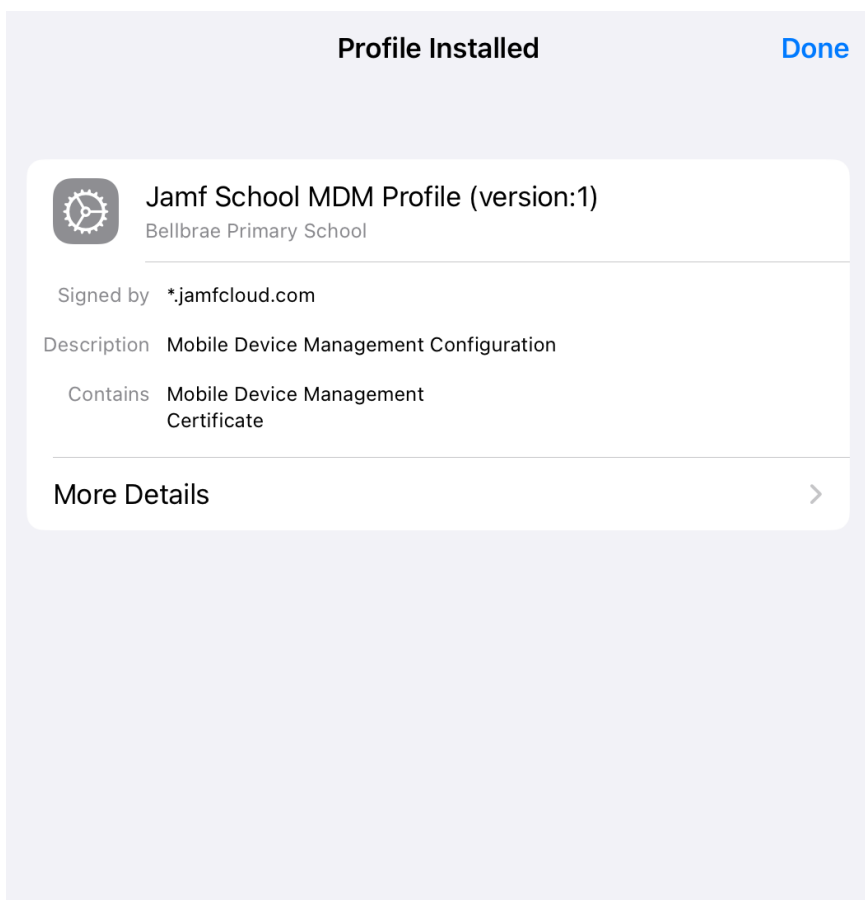 Profile Installed
Done
Jamf School MDM Profile (version:1)
Bellbrae Primary School
Signed by *.jamfcloud.com
Description Mobile Device Management Configuration
Contains Mobile Device Management
Certificate
More Details